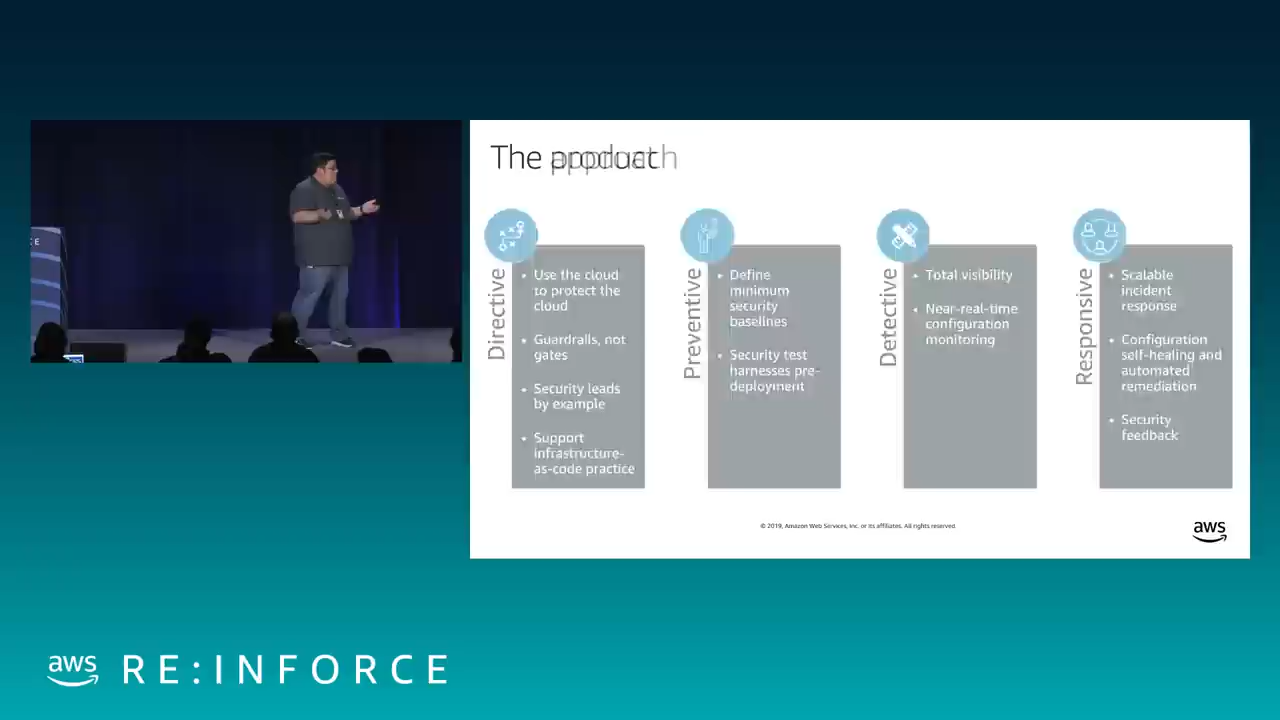 The product
Directive
Use the cloud
to protect the
cloud
Guardrails, not
gates
Security leads
by example
Support
infrastructure-
as-code practice
Preventive
Define
minimum
security
baselines
Security test
harnesses pre-
deployment
Detective
Total visibility
Near-real-time
configuration
monitoring
Responsive
Scalable
incident
response
Configuration
self-healing and
automated
remediation
Security
feedback
© 2019, Amazon Web Services, Inc. or its affiliates. All rights reserved.
aws
aws RE:INFORCE